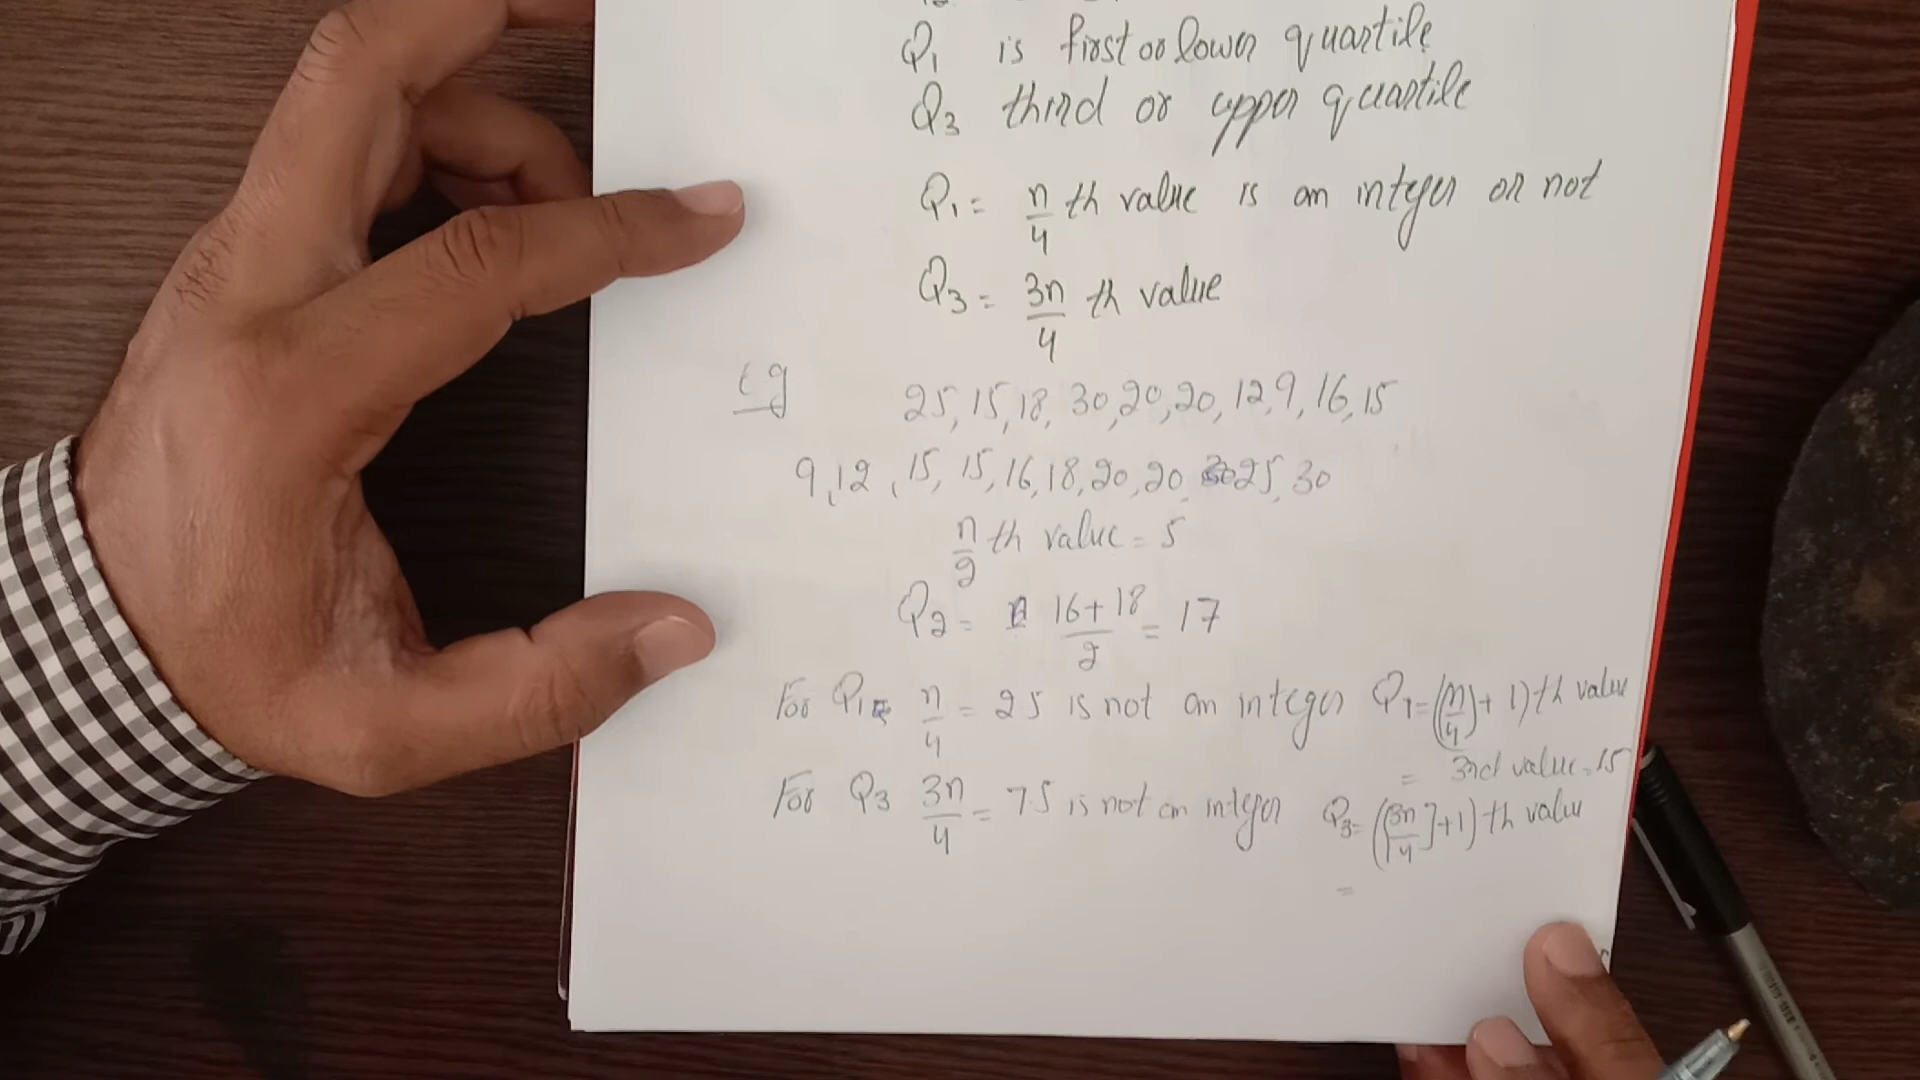 Q1 is first or lower quartile
Q3 third or upper quartile
Q1 = n/4 th value is an integer or not
Q3 = 3n/4 th value
Eg 25, 15, 18, 30, 20, 20, 12, 9, 16, 15
9, 12, 15, 15, 16, 18, 20, 20, 25, 30
n/2 th value = 5
Q2 = 16+18/2 = 17
For Q1 n/4 = 2.5 is not an integer Q1 = ([n/4] + 1) th value
= 3rd value = 15
For Q3 3n/4 = 7.5 is not an integer Q3 = ([3n/4] + 1) th value
=